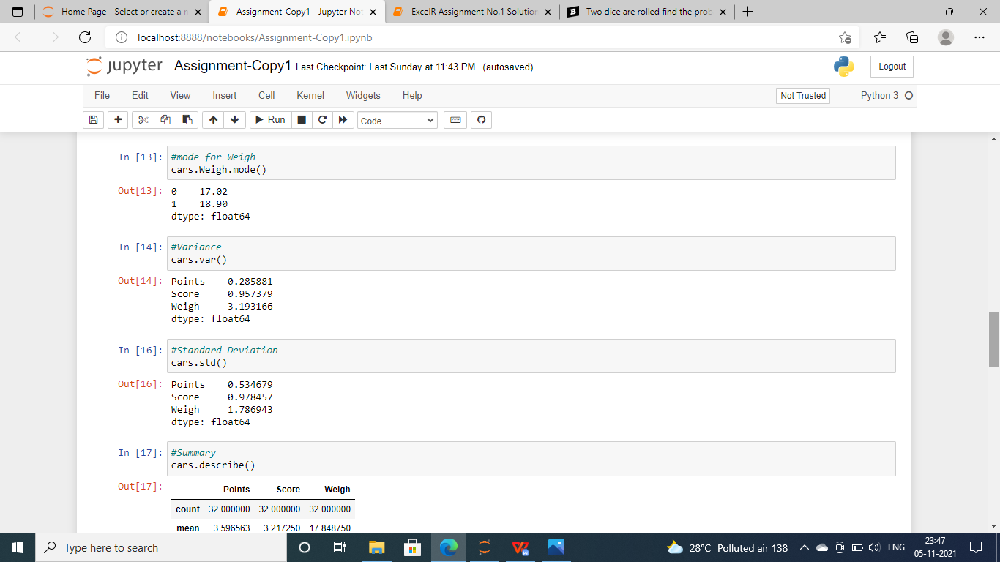 Home Page - Select or create a n
Assignment-Copy1 - Jupyter Not
ExcelR Assignment No.1 Solution
Two dice are rolled find the prob
localhost:8888/notebooks/Assignment-Copy1.ipynb
jupyter Assignment-Copy1 Last Checkpoint: Last Sunday at 11:43 PM (autosaved)
Logout
File Edit View Insert Cell Kernel Widgets Help
Not Trusted
Python 3
Run
Code
In [13]: #mode for Weigh
cars.Weigh.mode()
Out[13]: 0 17.02
1 18.90
dtype: float64
In [14]: #Variance
cars.var()
Out[14]: Points 0.285881
Score 0.957379
Weigh 3.193166
dtype: float64
In [16]: #Standard Deviation
cars.std()
Out[16]: Points 0.534679
Score 0.978457
Weigh 1.786943
dtype: float64
In [17]: #Summary
cars.describe()
Out[17]:
Points Score Weigh
count 32.000000 32.000000 32.000000
mean 3.596563 3.217250 17.848750
Type here to search
28°C Polluted air 138
ENG
23:47
05-11-2021